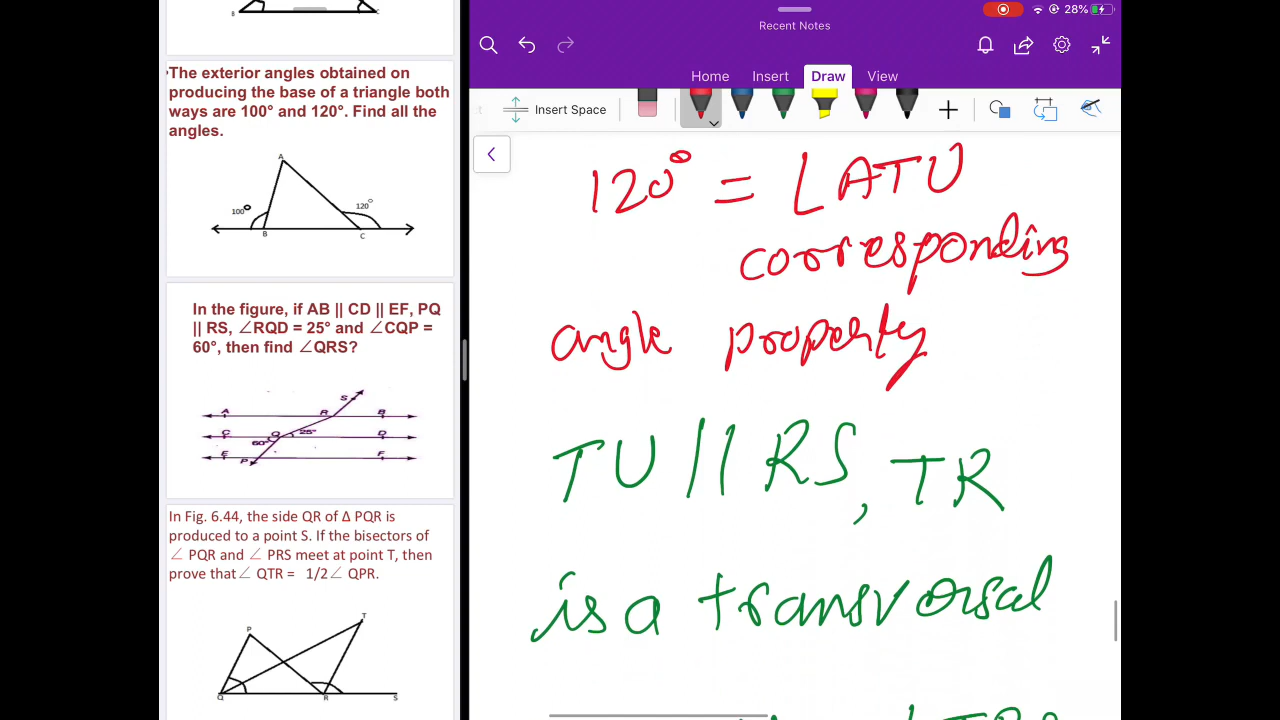 B
C
The exterior angles obtained on
producing the base of a triangle both
ways are 100° and 120°. Find all the
angles.
A
100°
120°
B
C
In the figure, if AB || CD || EF, PQ
|| RS, ∠RQD = 25° and ∠CQP =
60°, then find ∠QRS?
S
A
R
B
C
Q
25°
D
60°
E
P
F
In Fig. 6.44, the side QR of Δ PQR is
produced to a point S. If the bisectors of
∠ PQR and ∠ PRS meet at point T, then
prove that ∠ QTR = 1/2 ∠ QPR.
T
P
Q
R
S
28%
Recent Notes
Home Insert Draw View
Insert Space
120° = ∠ATU
corresponding
angle property
TU // RS, TR
is a transversal